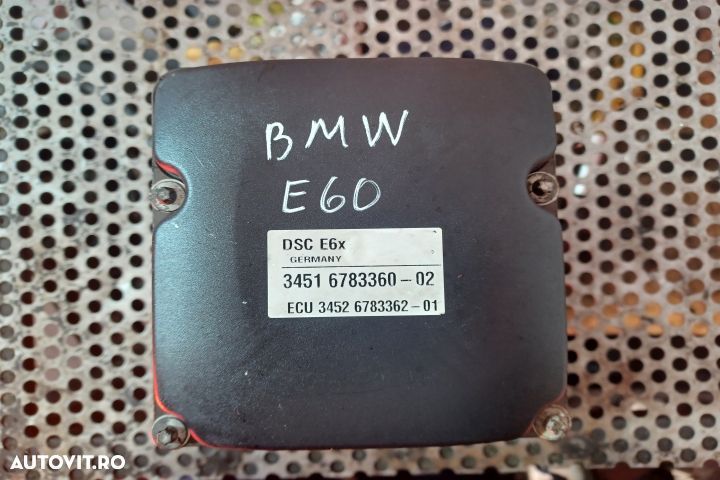 BMW
E60
DSC E6x
GERMANY
3451 6783360-02
ECU 3452 6783362-01
AUTOVIT.RO